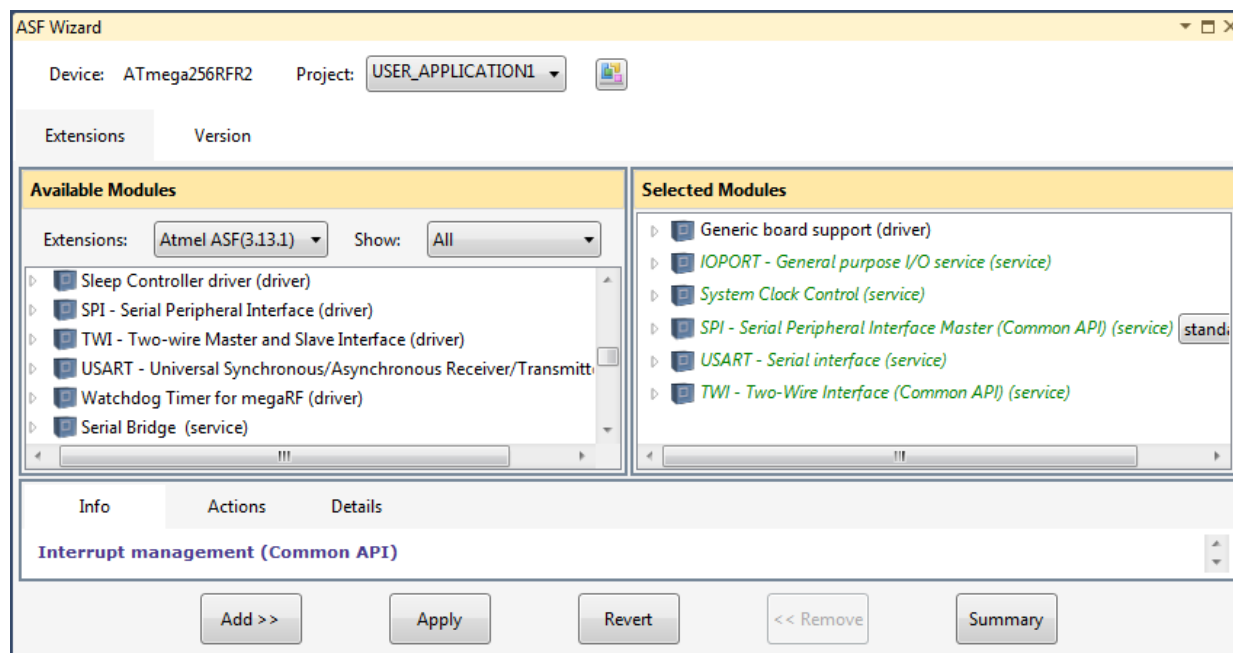 ASF Wizard
Device: ATmega256RFR2 Project: USER_APPLICATION1
Extensions Version
Available Modules
Extensions: Atmel ASF(3.13.1) Show: All
Sleep Controller driver (driver)
SPI - Serial Peripheral Interface (driver)
TWI - Two-wire Master and Slave Interface (driver)
USART - Universal Synchronous/Asynchronous Receiver/Transmitt
Watchdog Timer for megaRF (driver)
Serial Bridge (service)
Selected Modules
Generic board support (driver)
IOPORT - General purpose I/O service (service)
System Clock Control (service)
SPI - Serial Peripheral Interface Master (Common API) (service) standa
USART - Serial interface (service)
TWI - Two-Wire Interface (Common API) (service)
Info Actions Details
Interrupt management (Common API)
Add >> Apply Revert << Remove Summary